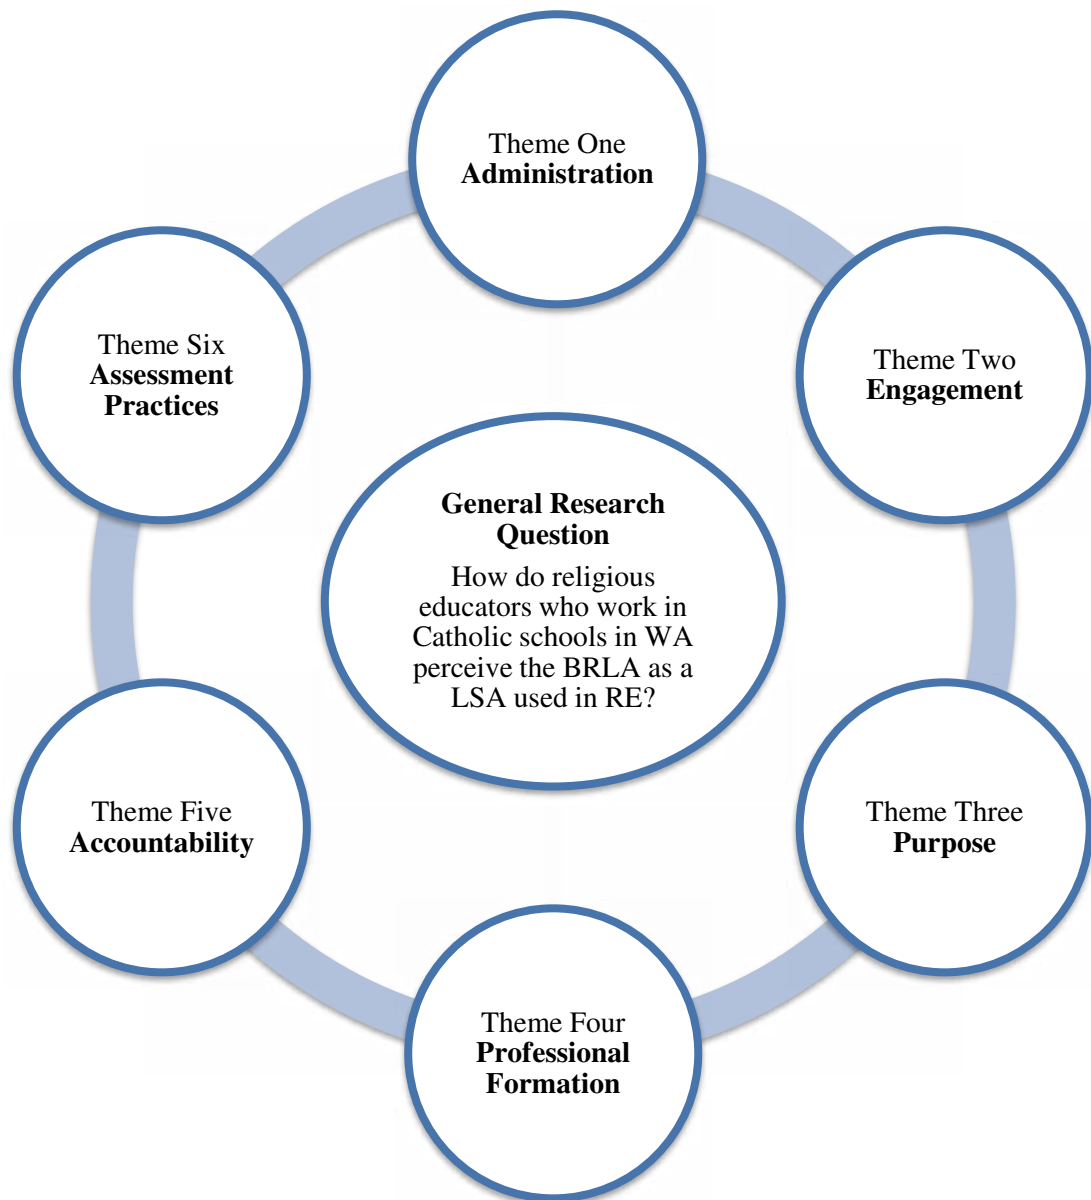 Theme One
Administration
Theme Two
Engagement
Theme Three
Purpose
Theme Four
Professional
Formation
Theme Five
Accountability
Theme Six
Assessment
Practices
General Research
Question
How do religious
educators who work in
Catholic schools in WA
perceive the BRLA as a
LSA used in RE?